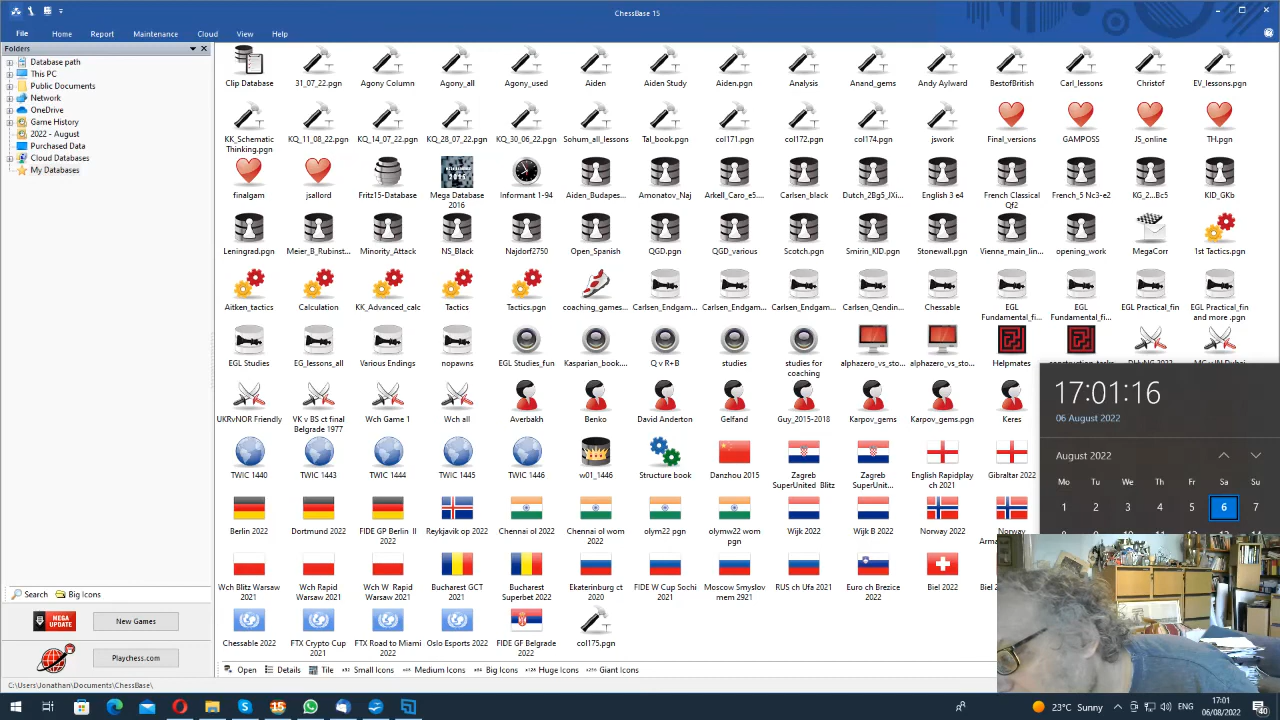 ChessBase 15
File Home Report Maintenance Cloud View Help
Folders
Database path
This PC
Public Documents
Network
OneDrive
Game History
2022 - August
Purchased Data
Cloud Databases
My Databases
Clip Database 31_07_22.pgn Agony Column Agony_all Agony_used Aiden Aiden Study Aiden.pgn Analysis Anand_gems Andy Aylward BestofBritish Carl_lessons Christof EV_lessons.pgn
KK_Schematic KQ_11_08_22.pgn KQ_14_07_22.pgn KQ_28_07_22.pgn KQ_30_06_22.pgn Sohum_all_lessons Tal_book.pgn col171.pgn col172.pgn col174.pgn jswork Final_versions GAMPOSS JS_online TH.pgn
Thinking.pgn
finalgam jsallord Fritz15-Database Mega Database Informant 1-94 Aiden_Budapes... Amonatov_Naj Arkell_Caro_e5.... Carlsen_black Dutch_2Bg5_JXi... English 3 e4 French Classical French_5 Nc3-e2 KG_2...Bc5 KID_GKb
2016 Qf2
Leningrad.pgn Meier_B_Rubinst... Minority_Attack NS_Black Najdorf2750 Open_Spanish QGD.pgn QGD_various Scotch.pgn Smirin_KID.pgn Stonewall.pgn Vienna_main_lin... opening_work MegaCorr 1st Tactics.pgn
Aitken_tactics Calculation KK_Advanced_calc Tactics Tactics.pgn coaching_games... Carlsen_Endgam... Carlsen_Endgam... Carlsen_Endgam... Carlsen_Qendin... Chessable EGL EGL EGL Practical_fin EGL Practical_fin
Fundamental_fi... Fundamental_fi... and more .pgn
EGL Studies EG_lessons_all Various Endings nopawns EGL Studies_fun Kasparian_book.... Q v R+B studies studies for alphazero_vs_sto... alphazero_vs_sto... Helpmates
coaching
UKRvNOR Friendly VK v BS ct final Wch Game 1 Wch all Averbakh Benko David Anderton Gelfand Guy_2015-2018 Karpov_gems Karpov_gems.pgn Keres
Belgrade 1977
TWIC 1440 TWIC 1443 TWIC 1444 TWIC 1445 TWIC 1446 w01_1446 Structure book Danzhou 2015 Zagreb Zagreb English Rapidplay Gibraltar 2022
SuperUnited Blitz SuperUnit... ch 2021
Berlin 2022 Dortmund 2022 FIDE GP Berlin II Reykjavik op 2022 Chennai ol 2022 Chennai ol wom olym22 pgn olymw22 wom Wijk 2022 Wijk B 2022 Norway 2022 Norway
2022 2022 pgn
Wch Blitz Warsaw Wch Rapid Wch W Rapid Bucharest GCT Bucharest Ekaterinburg ct FIDE W Cup Sochi Moscow Smyslov RUS ch Ufa 2021 Euro ch Brezice Biel 2022
2021 Warsaw 2021 Warsaw 2021 2021 Superbet 2022 2020 2021 mem 2921 2022
Chessable 2022 FTX Crypto Cup FTX Road to Miami Oslo Esports 2022 FIDE GF Belgrade col175.pgn
2021 2022 2022
17:01:16
06 August 2022
August 2022
Mo Tu We Th Fr Sa Su
1 2 3 4 5 6 7
Search Big Icons
MEGA UPDATE New Games
Playchess.com
Open Details Tile Small Icons Medium Icons Big Icons Huge Icons Giant Icons
C:\Users\Jonathan\Documents\ChessBase\
23°C Sunny ENG 17:01
06/08/2022